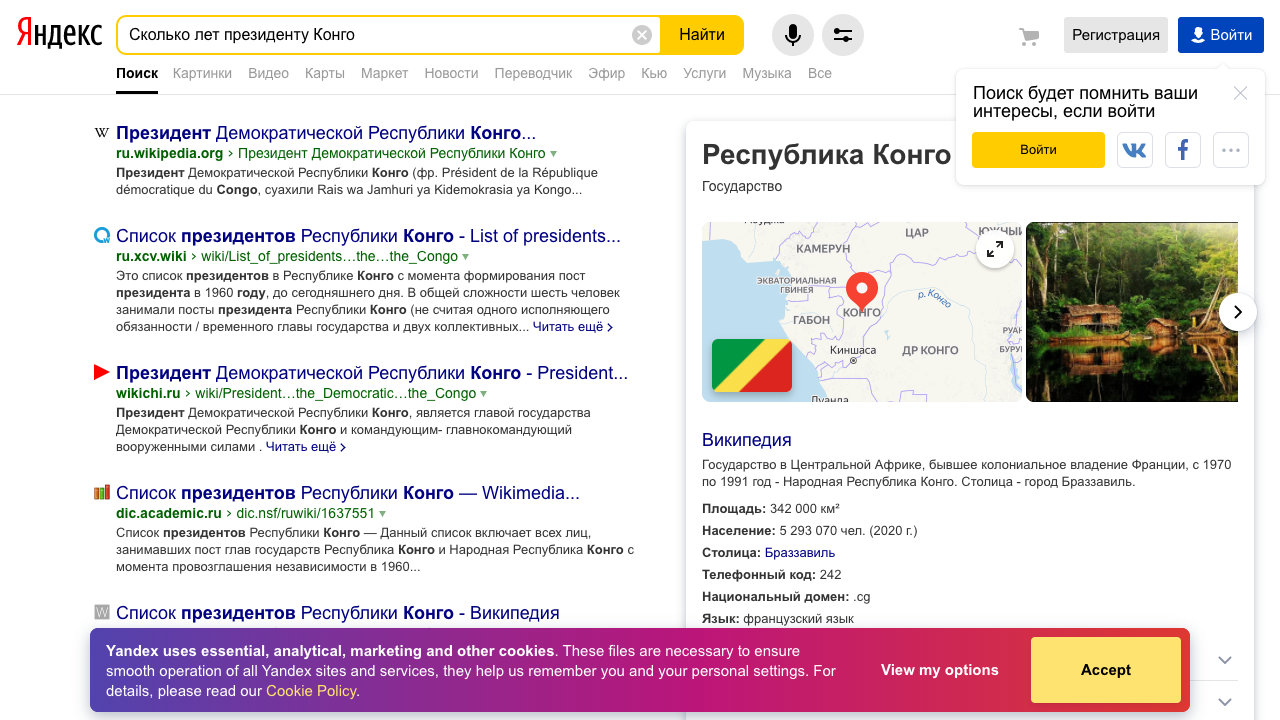 Яндекс
Сколько лет президенту Конго
Найти
Регистрация
Войти
Поиск Картинки Видео Карты Маркет Новости Переводчик Эфир Кью Услуги Музыка Все
Поиск будет помнить ваши
интересы, если войти
Войти
Президент Демократической Республики Конго...
ru.wikipedia.org › Президент Демократической Республики Конго
Президент Демократической Республики Конго (фр. Président de la République
démocratique du Congo, суахили Rais wa Jamhuri ya Kidemokrasia ya Kongo...
Список президентов Республики Конго - List of presidents...
ru.xcv.wiki › wiki/List_of_presidents…the…the_Congo
Это список президентов в Республике Конго с момента формирования пост
президента в 1960 году, до сегодняшнего дня. В общей сложности шесть человек
занимали посты президента Республики Конго (не считая одного исполняющего
обязанности / временного главы государства и двух коллективных... Читать ещё ›
Президент Демократической Республики Конго - President...
wikichi.ru › wiki/President…the_Democratic…the_Congo
Президент Демократической Республики Конго, является главой государства
Демократической Республики Конго и командующим- главнокомандующий
вооруженными силами . Читать ещё ›
Список президентов Республики Конго — Wikimedia...
dic.academic.ru › dic.nsf/ruwiki/1637551
Список президентов Республики Конго — Данный список включает всех лиц,
занимавших пост глав государств Республика Конго и Народная Республика Конго с
момента провозглашения независимости в 1960...
Список президентов Республики Конго - Википедия
Республика Конго
Государство
ЦАР
ЮЖНЫЙ
КАМЕРУН
ЭКВАТОРИАЛЬНАЯ
ГВИНЕЯ
р. Конго
КОНГО
ГАБОН
РУАН
БУРУ
Киншаса
ДР КОНГО
Луанда
Википедия
Государство в Центральной Африке, бывшее колониальное владение Франции, с 1970
по 1991 год - Народная Республика Конго. Столица - город Браззавиль.
Площадь: 342 000 км²
Население: 5 293 070 чел. (2020 г.)
Столица: Браззавиль
Телефонный код: 242
Национальный домен: .cg
Язык: французский язык
Yandex uses essential, analytical, marketing and other cookies. These files are necessary to ensure
smooth operation of all Yandex sites and services, they help us remember you and your personal settings. For
details, please read our Cookie Policy.
View my options
Accept